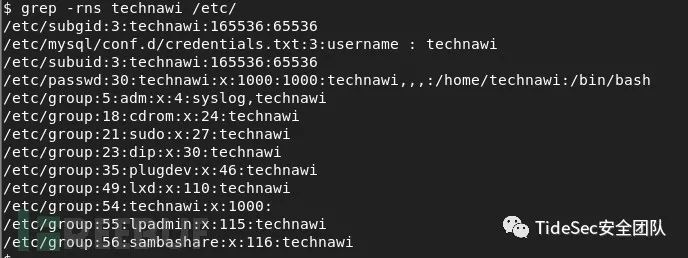 $ grep -rns technawi /etc/
/etc/subgid:3:technawi:165536:65536
/etc/mysql/conf.d/credentials.txt:3:username : technawi
/etc/subuid:3:technawi:165536:65536
/etc/passwd:30:technawi:x:1000:1000:technawi,,,:/home/technawi:/bin/bash
/etc/group:5:adm:x:4:syslog,technawi
/etc/group:18:cdrom:x:24:technawi
/etc/group:21:sudo:x:27:technawi
/etc/group:23:dip:x:30:technawi
/etc/group:35:plugdev:x:46:technawi
/etc/group:49:lxd:x:110:technawi
/etc/group:54:technawi:x:1000:
/etc/group:55:lpadmin:x:115:technawi
/etc/group:56:sambashare:x:116:technawi
$
TideSec安全团队